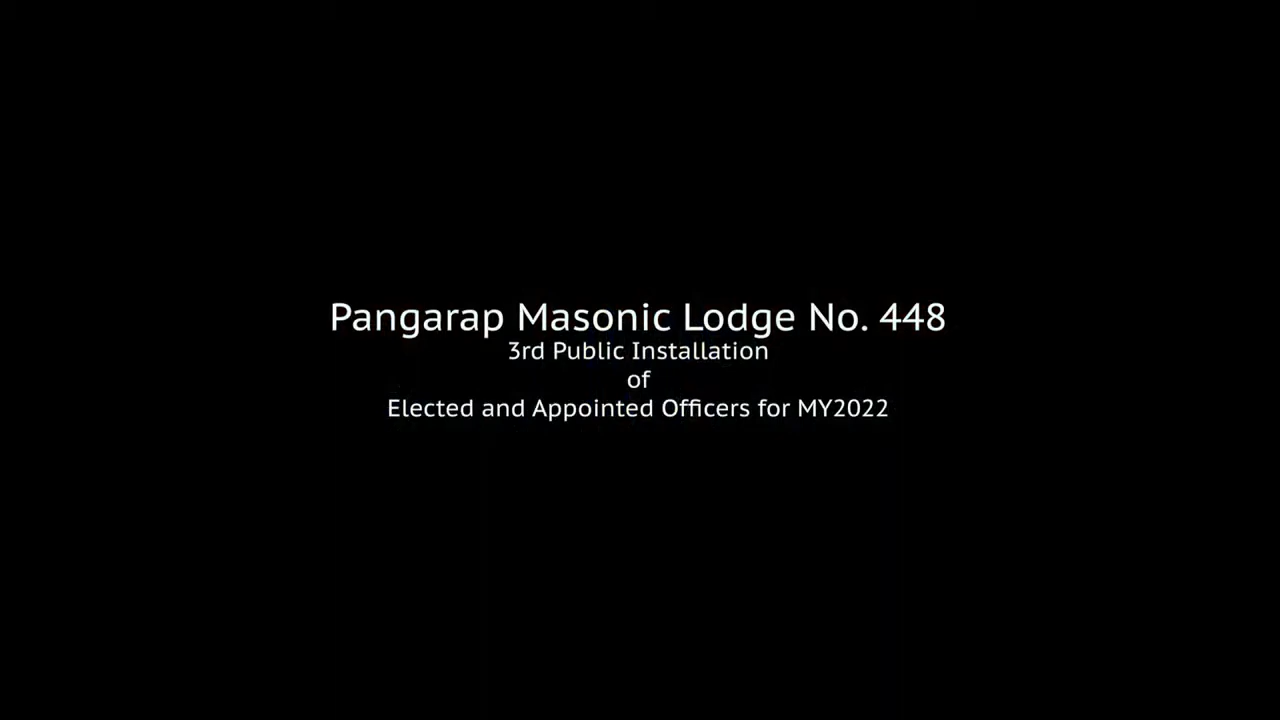 Pangarap Masonic Lodge No. 448
3rd Public Installation
of
Elected and Appointed Officers for MY2022